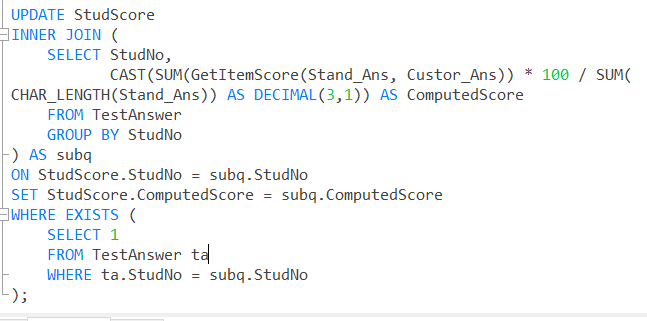 UPDATE StudScore
INNER JOIN (
    SELECT StudNo,
           CAST(SUM(GetItemScore(Stand_Ans, Custor_Ans)) * 100 / SUM(
CHAR_LENGTH(Stand_Ans)) AS DECIMAL(3,1)) AS ComputedScore
    FROM TestAnswer
    GROUP BY StudNo
) AS subq
ON StudScore.StudNo = subq.StudNo
SET StudScore.ComputedScore = subq.ComputedScore
WHERE EXISTS (
    SELECT 1
    FROM TestAnswer ta
    WHERE ta.StudNo = subq.StudNo
);